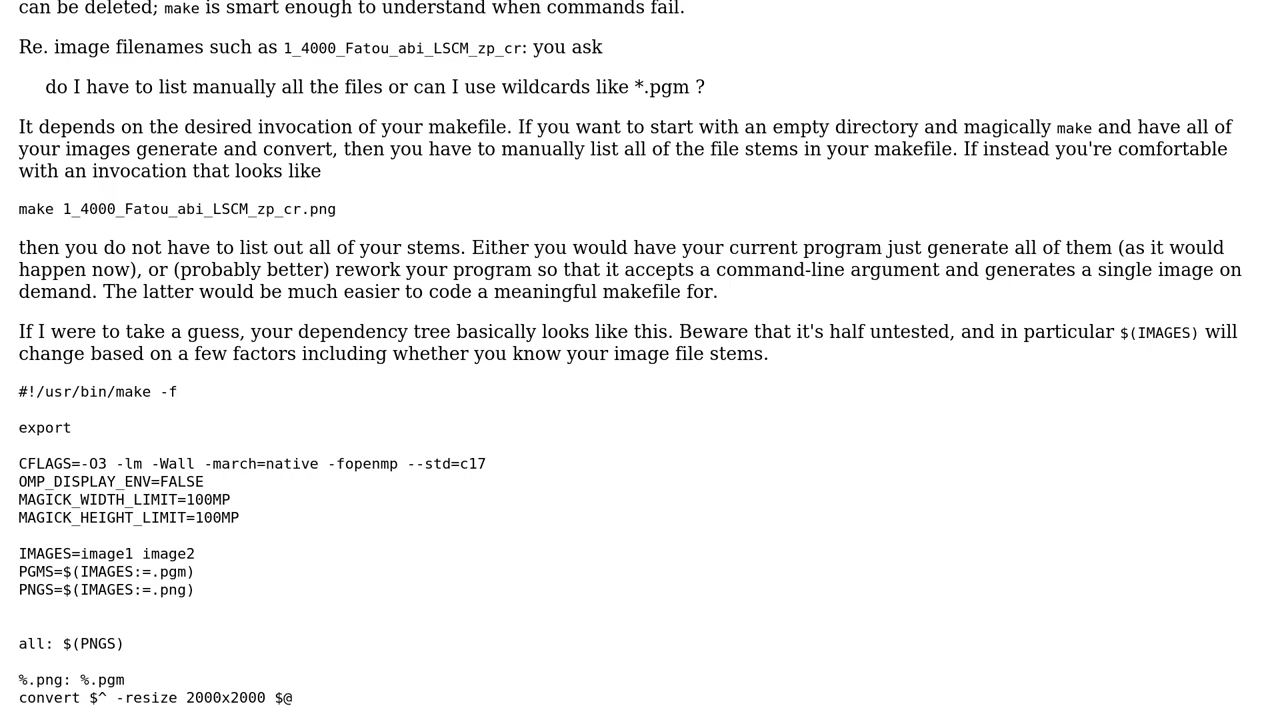 can be deleted; make is smart enough to understand when commands fail.
Re. image filenames such as 1_4000_Fatou_abi_LSCM_zp_cr: you ask
do I have to list manually all the files or can I use wildcards like *.pgm ?
It depends on the desired invocation of your makefile. If you want to start with an empty directory and magically make and have all of
your images generate and convert, then you have to manually list all of the file stems in your makefile. If instead you're comfortable
with an invocation that looks like
make 1_4000_Fatou_abi_LSCM_zp_cr.png
then you do not have to list out all of your stems. Either you would have your current program just generate all of them (as it would
happen now), or (probably better) rework your program so that it accepts a command-line argument and generates a single image on
demand. The latter would be much easier to code a meaningful makefile for.
If I were to take a guess, your dependency tree basically looks like this. Beware that it's half untested, and in particular $(IMAGES) will
change based on a few factors including whether you know your image file stems.
#!/usr/bin/make -f
export
CFLAGS=-O3 -lm -Wall -march=native -fopenmp --std=c17
OMP_DISPLAY_ENV=FALSE
MAGICK_WIDTH_LIMIT=100MP
MAGICK_HEIGHT_LIMIT=100MP
IMAGES=image1 image2
PGMS=$(IMAGES:=.pgm)
PNGS=$(IMAGES:=.png)
all: $(PNGS)
%.png: %.pgm
convert $^ -resize 2000x2000 $@